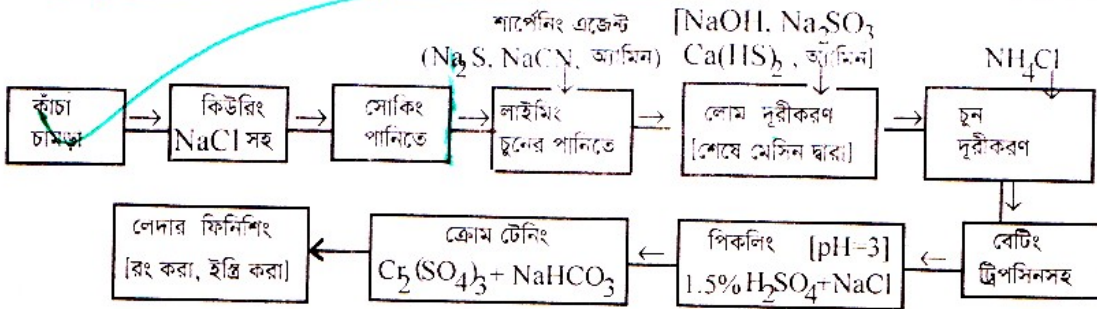 শার্পেনিং এজেন্ট
(Na₂S, NaCN, অ্যামিন)
[NaOH, Na₂SO₃
Ca(HS)₂, অ্যামিন]
NH₄Cl
কাঁচা
চামড়া
কিউরিং
NaCl সহ
সোকিং
পানিতে
লাইমিং
চুনের পানিতে
লোম দূরীকরণ
[শেষে মেসিন দ্বারা]
চুন
দূরীকরণ
লেদার ফিনিশিং
[রং করা, ইস্ত্রি করা]
ক্রোম টেনিং
Cr₂(SO₄)₃ + NaHCO₃
পিকলিং [pH=3]
1.5% H₂SO₄+NaCl
বেটিং
ট্রিপসিনসহ